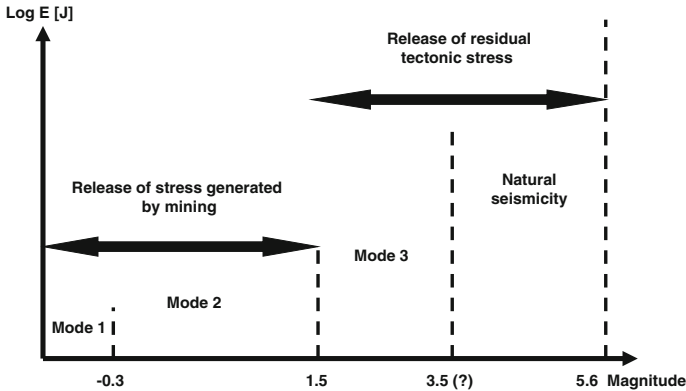 Log E [J]
Release of residual
tectonic stress
Natural
seismicity
Release of stress generated
by mining
Mode 3
Mode 2
Mode 1
-0.3
1.5
3.5 (?)
5.6
Magnitude